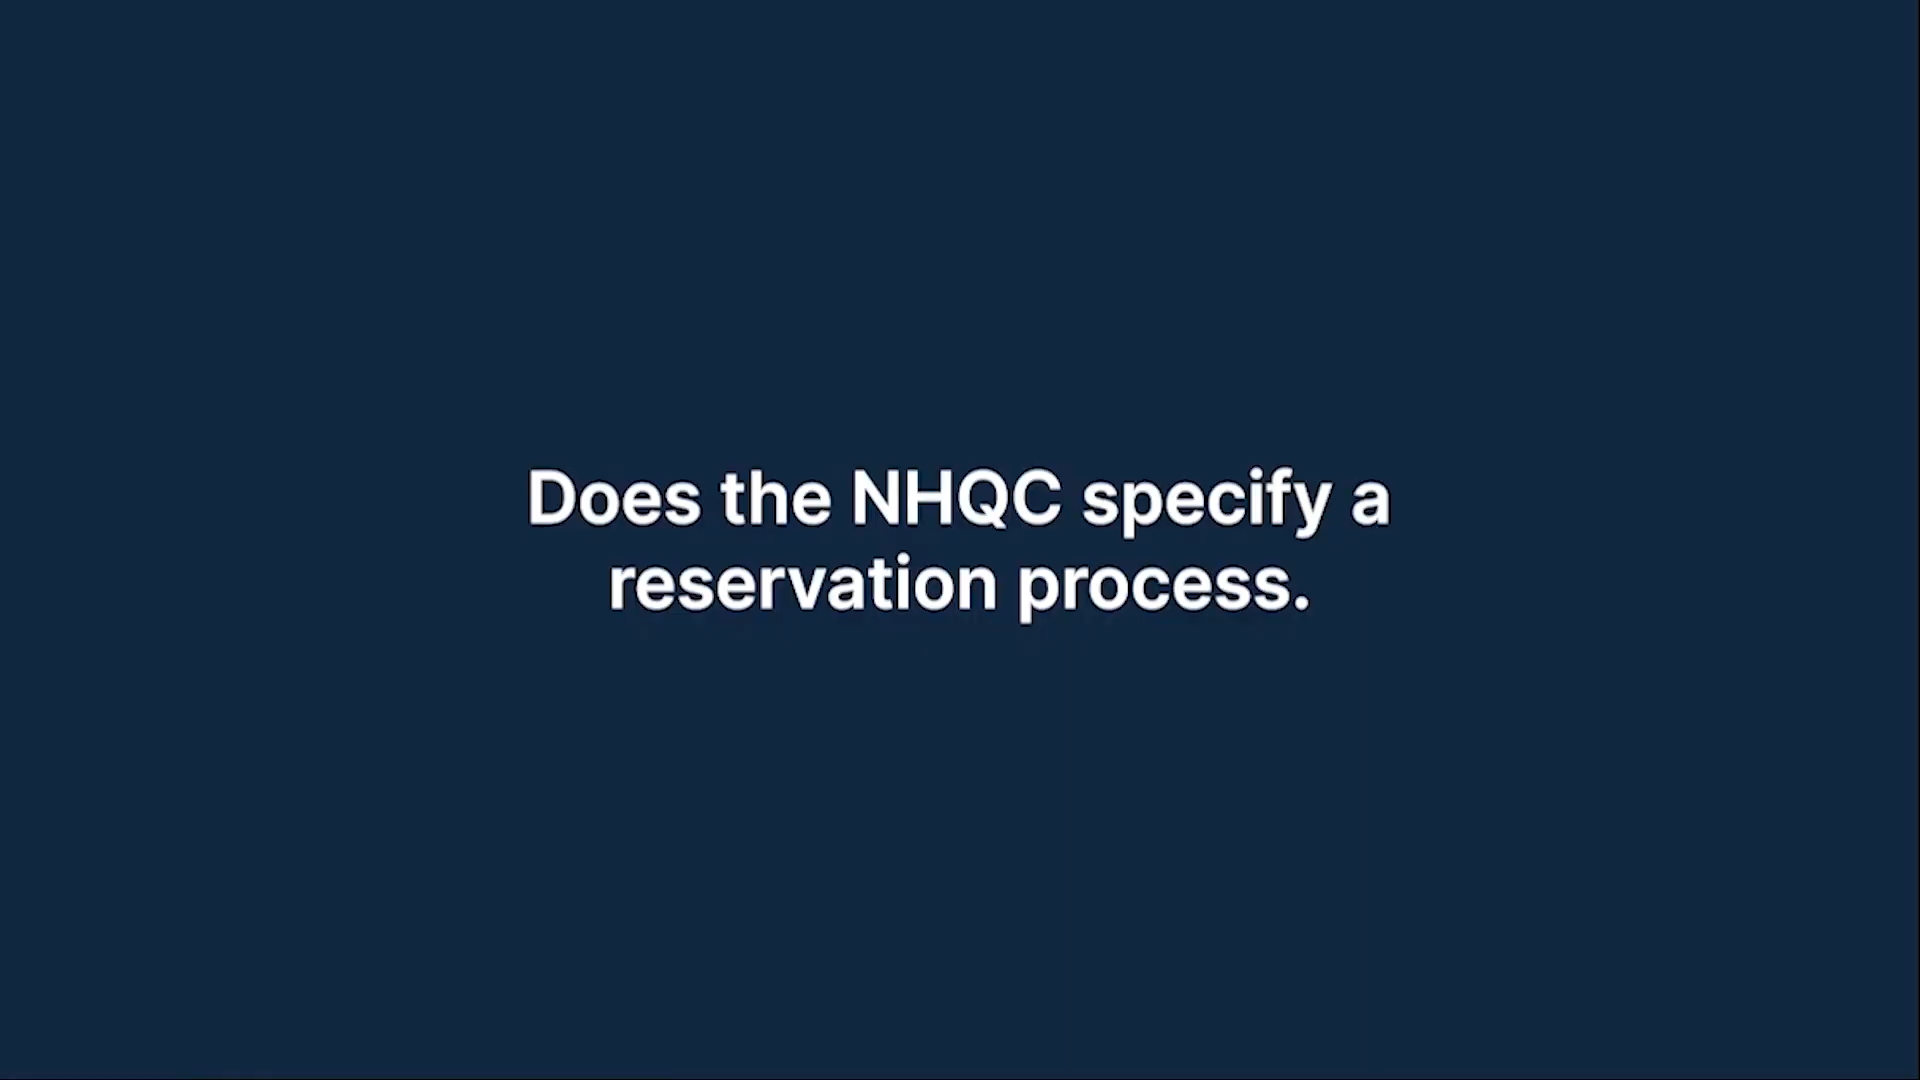 Does the NHQC specify a
reservation process.